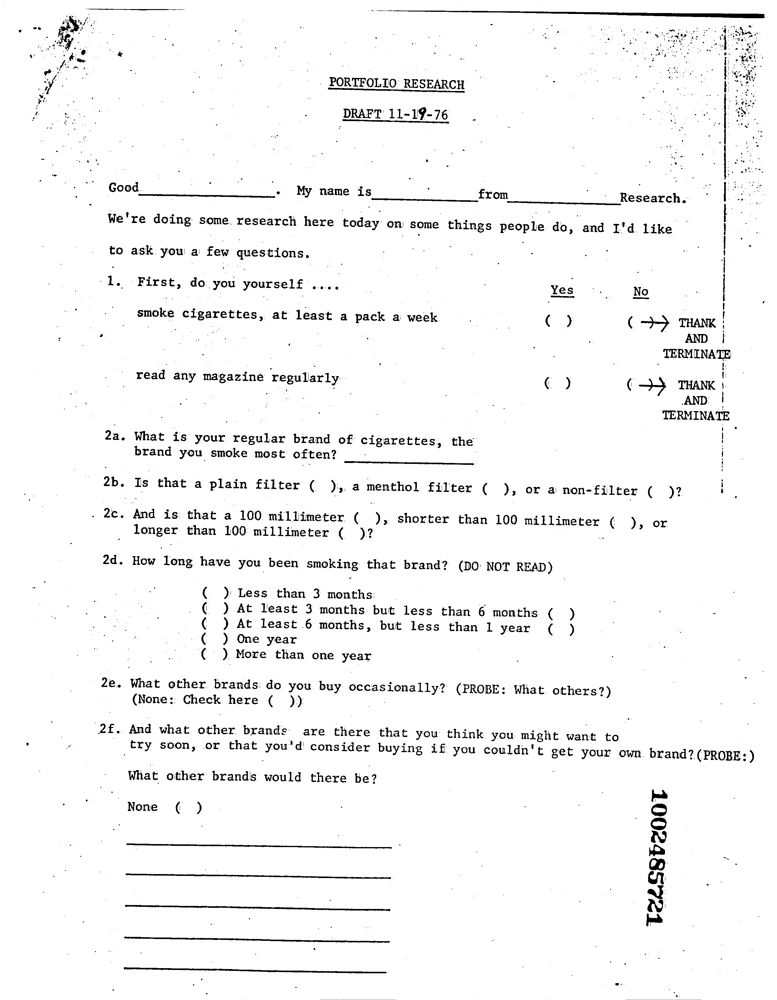 PORTFOLIO RESEARCH
DRAFT 11-19-76
Good____________. My name is____________from____________Research.
We're doing some research here today on some things people do, and I'd like
to ask you a few questions.
1. First, do you yourself .... Yes No
smoke cigarettes, at least a pack a week ( ) ( →→) THANK
AND
TERMINATE
read any magazine regularly ( ) ( →→) THANK
AND
TERMINATE
2a. What is your regular brand of cigarettes, the
brand you smoke most often? ____________
2b. Is that a plain filter ( ), a menthol filter ( ), or a non-filter ( )?
2c. And is that a 100 millimeter ( ), shorter than 100 millimeter ( ), or
longer than 100 millimeter ( )?
2d. How long have you been smoking that brand? (DO NOT READ)
( ) Less than 3 months
( ) At least 3 months but less than 6 months ( )
( ) At least 6 months, but less than 1 year ( )
( ) One year
( ) More than one year
2e. What other brands do you buy occasionally? (PROBE: What others?)
(None: Check here ( ))
2f. And what other brands are there that you think you might want to
try soon, or that you'd consider buying if you couldn't get your own brand?(PROBE:)
What other brands would there be?
None ( )
1002485721